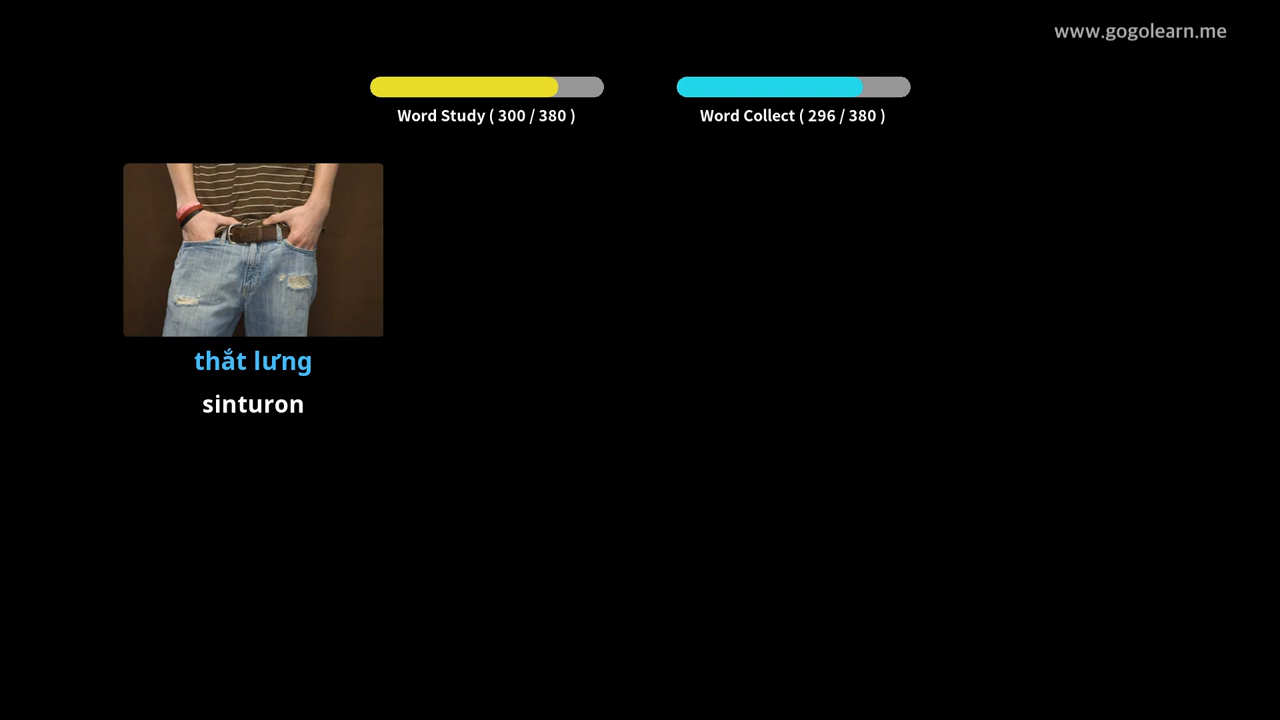 www.gogolearn.me
Word Study ( 300 / 380 )
Word Collect ( 296 / 380 )
thắt lưng
sinturon